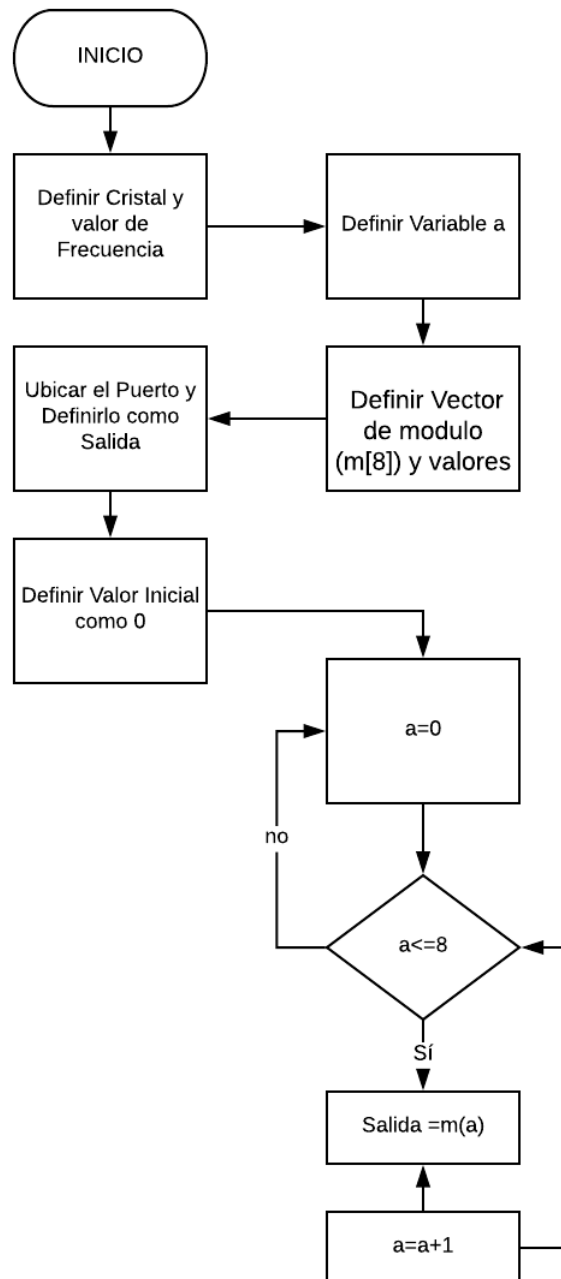 INICIO
Definir Cristal y
valor de
Frecuencia
Definir Variable a
Definir Vector
de modulo
(m[8]) y valores
Ubicar el Puerto y
Definirlo como
Salida
Definir Valor Inicial
como 0
a=0
no
a<=8
Sí
Salida =m(a)
a=a+1